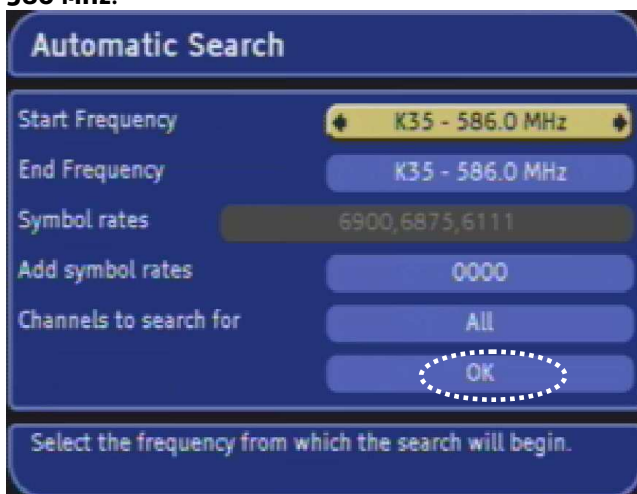 Automatic Search
Start Frequency K35 - 586.0 MHz
End Frequency K35 - 586.0 MHz
Symbol rates 6900,6875,6111
Add symbol rates 0000
Channels to search for All
OK
Select the frequency from which the search will begin.